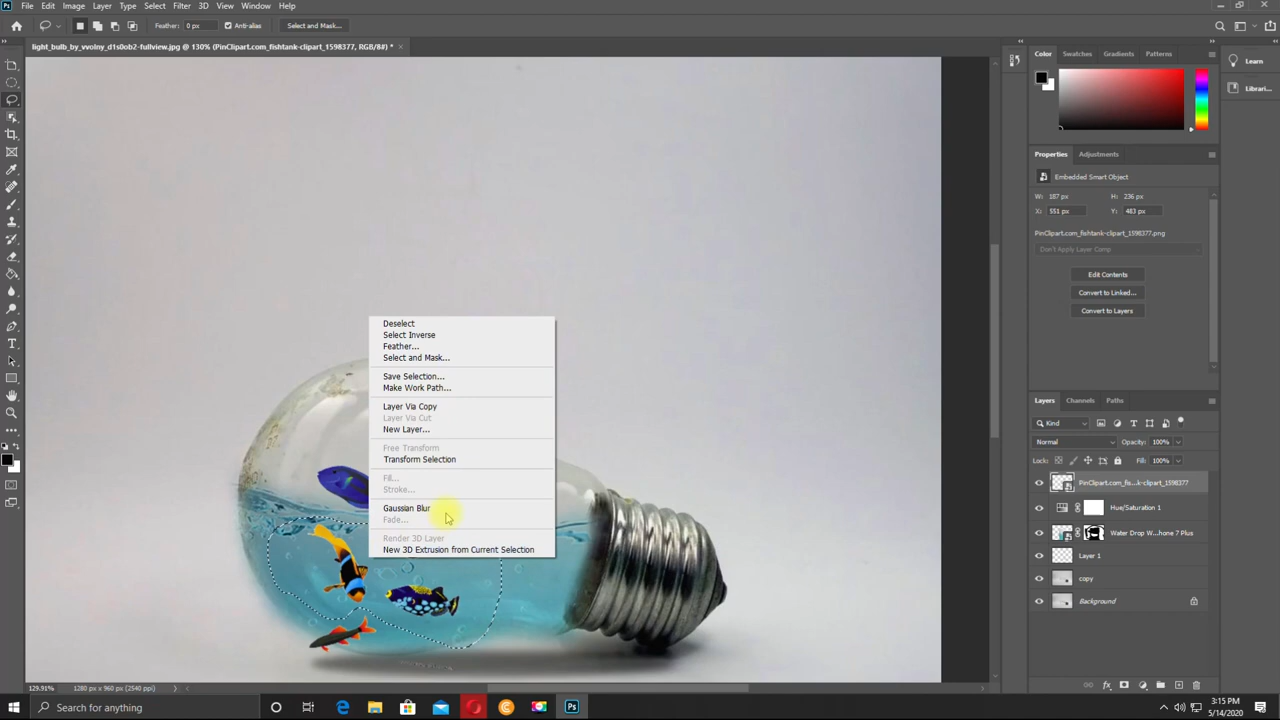 Ps File Edit Image Layer Type Select Filter 3D View Window Help
Feather: 0 px Anti-alias Select and Mask...
light_bulb_by_vvolny_d1s0ob2-fullview.jpg @ 130% (PinClipart.com_fishtank-clipart_1598377, RGB/8#) *
Color Swatches Gradients Patterns
Learn
Librari...
Properties Adjustments
Embedded Smart Object
W: 187 px H: 236 px
X: 551 px Y: 483 px
PinClipart.com_fishtank-clipart_1598377.png
Don't Apply Layer Comp
Edit Contents
Convert to Linked...
Convert to Layers
Deselect
Select Inverse
Feather...
Select and Mask...
Save Selection...
Make Work Path...
Layer Via Copy
Layer Via Cut
New Layer...
Free Transform
Transform Selection
Fill...
Stroke...
Gaussian Blur
Fade...
Render 3D Layer
New 3D Extrusion from Current Selection
Layers Channels Paths
Kind
Normal Opacity: 100%
Lock: Fill: 100%
PinClipart.com_fis...k-clipart_1598377
Hue/Saturation 1
Water Drop W...hone 7 Plus
Layer 1
copy
Background
129.91% 1280 px x 960 px (2540 ppi)
Search for anything
Ps
3:15 PM
5/14/2020